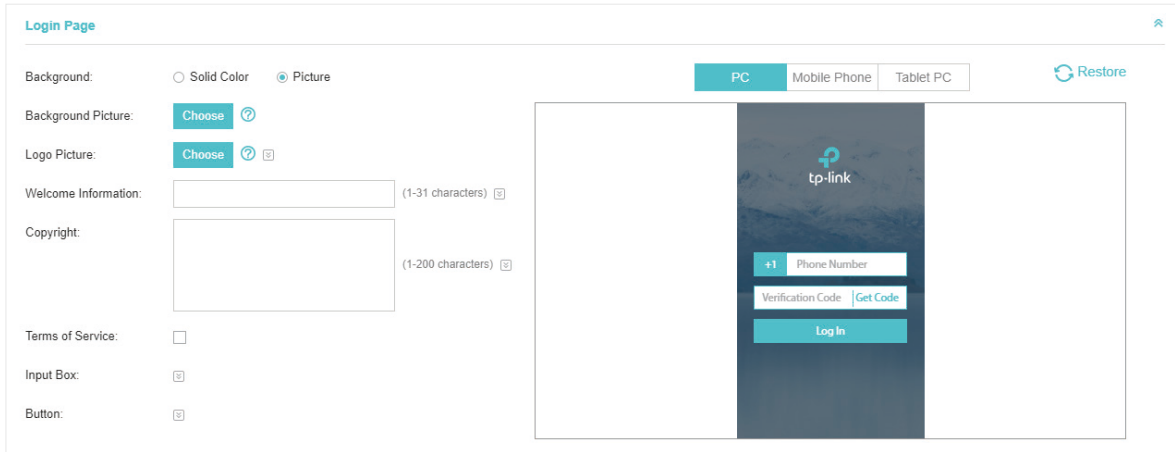 Login Page
Background:
Solid Color
Picture
Background Picture:
Choose
Logo Picture:
Choose
Welcome Information:
(1-31 characters)
Copyright:
(1-200 characters)
Terms of Service:
Input Box:
Button:
PC
Mobile Phone
Tablet PC
Restore
tp-link
+1 Phone Number
Verification Code Get Code
Log In